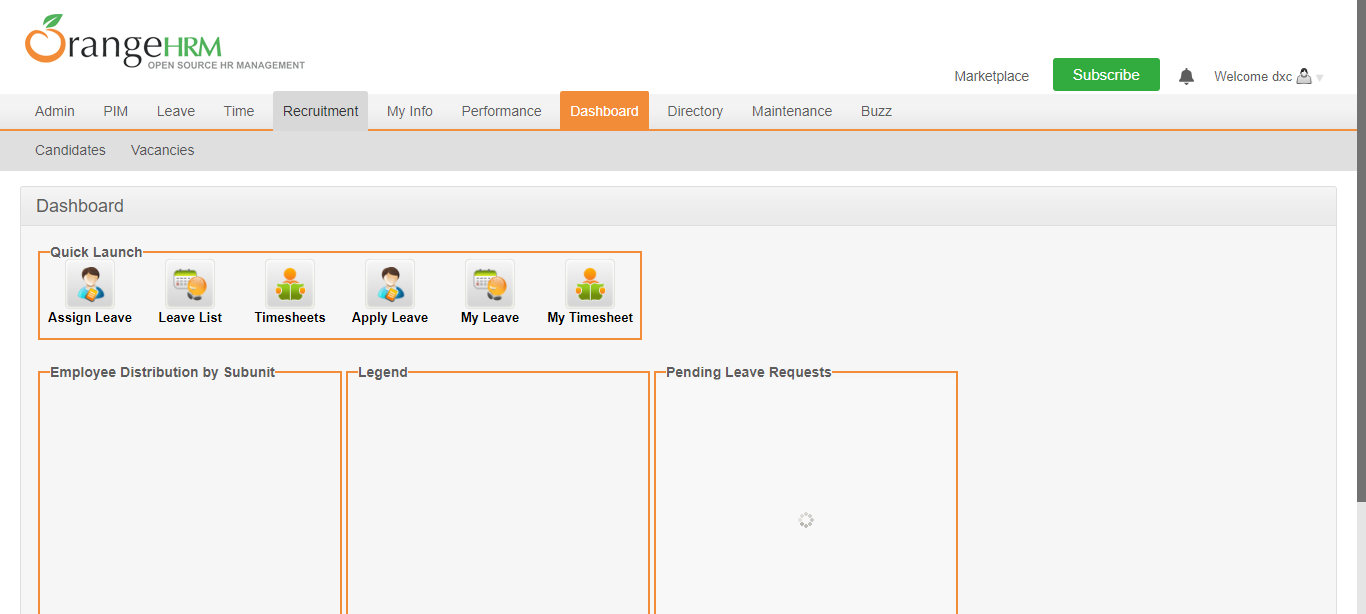 OrangeHRM
OPEN SOURCE HR MANAGEMENT
Marketplace Subscribe Welcome dxc
Admin PIM Leave Time Recruitment My Info Performance Dashboard Directory Maintenance Buzz
Candidates Vacancies
Dashboard
Quick Launch
Assign Leave Leave List Timesheets Apply Leave My Leave My Timesheet
Employee Distribution by Subunit Legend Pending Leave Requests